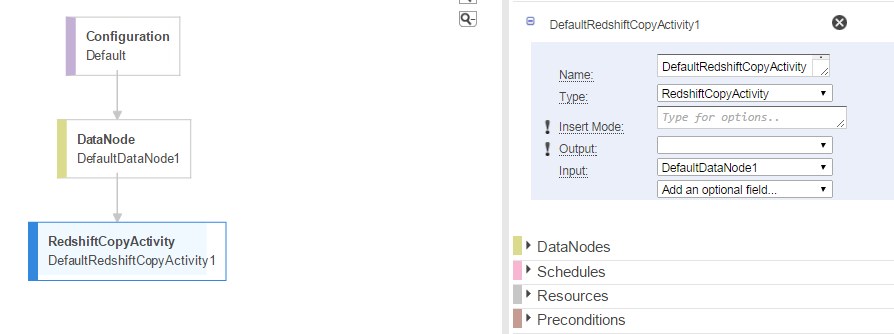 Configuration
Default
DataNode
DefaultDataNode1
RedshiftCopyActivity
DefaultRedshiftCopyActivity1
DefaultRedshiftCopyActivity1
Name: DefaultRedshiftCopyActivity
Type: RedshiftCopyActivity
! Insert Mode: Type for options..
! Output:
Input: DefaultDataNode1
Add an optional field...
DataNodes
Schedules
Resources
Preconditions